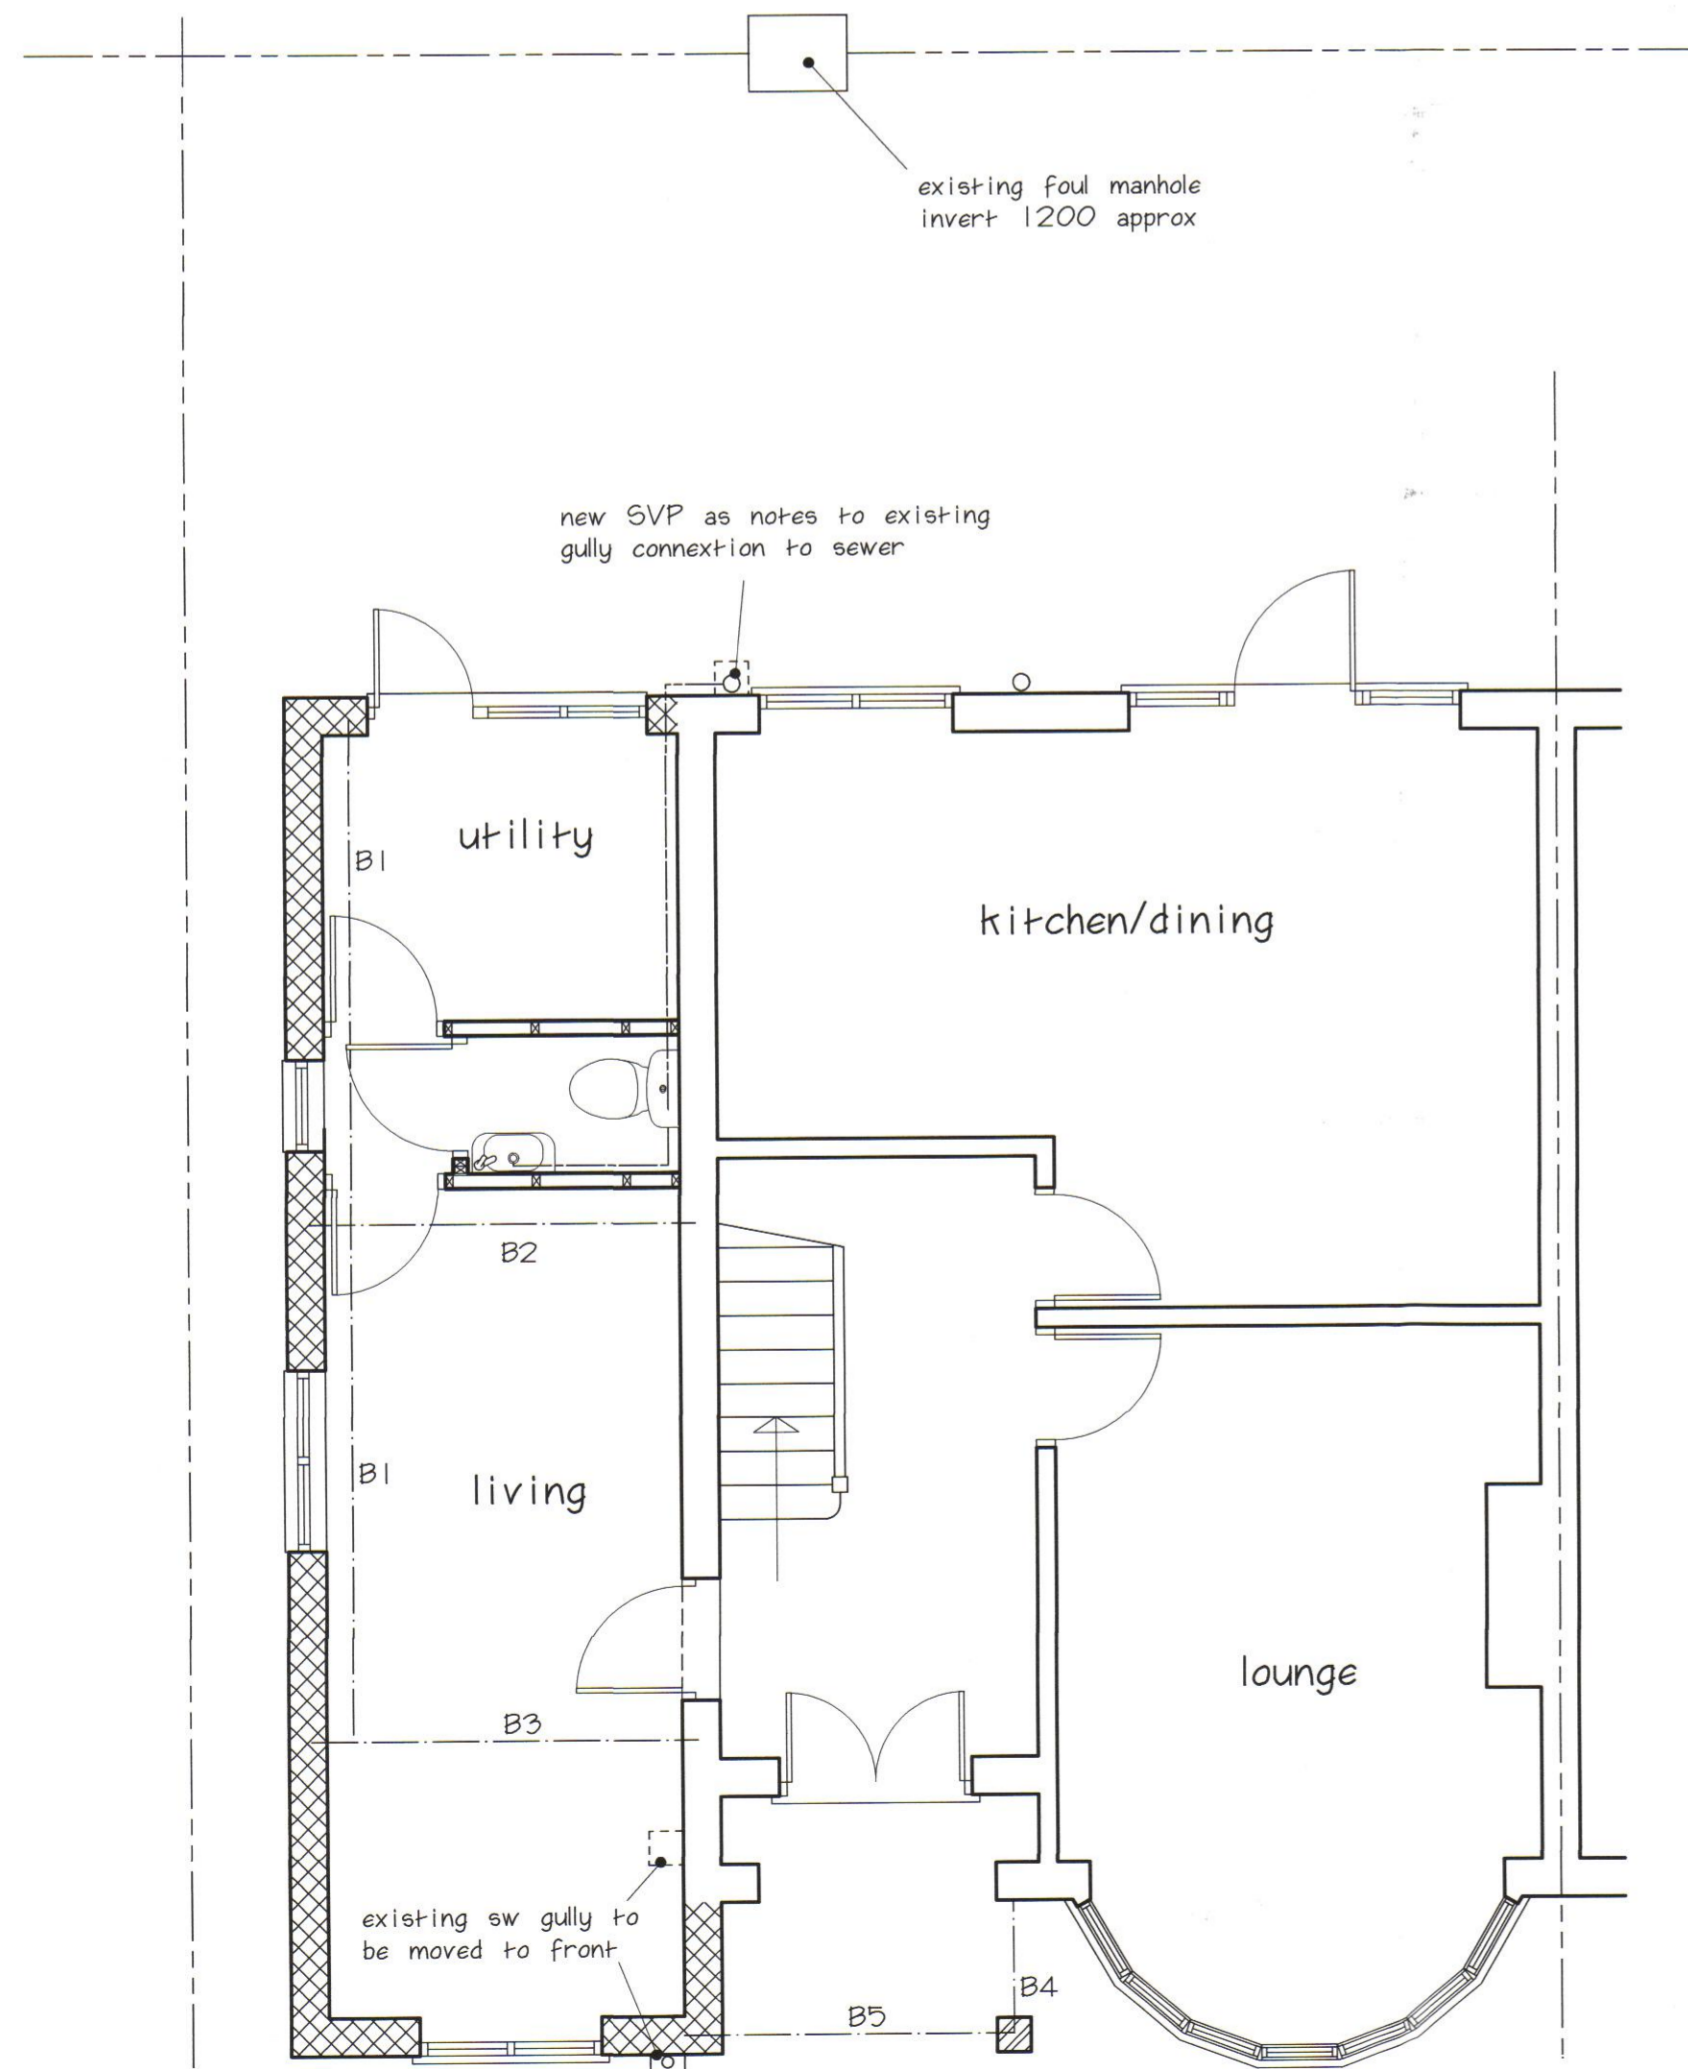 existing foul manhole
invert 1200 approx
new SVP as notes to existing
gully connextion to sewer
utility
B1
kitchen/dining
B2
B1
living
lounge
B3
existing sw gully to
be moved to front
B4
B5